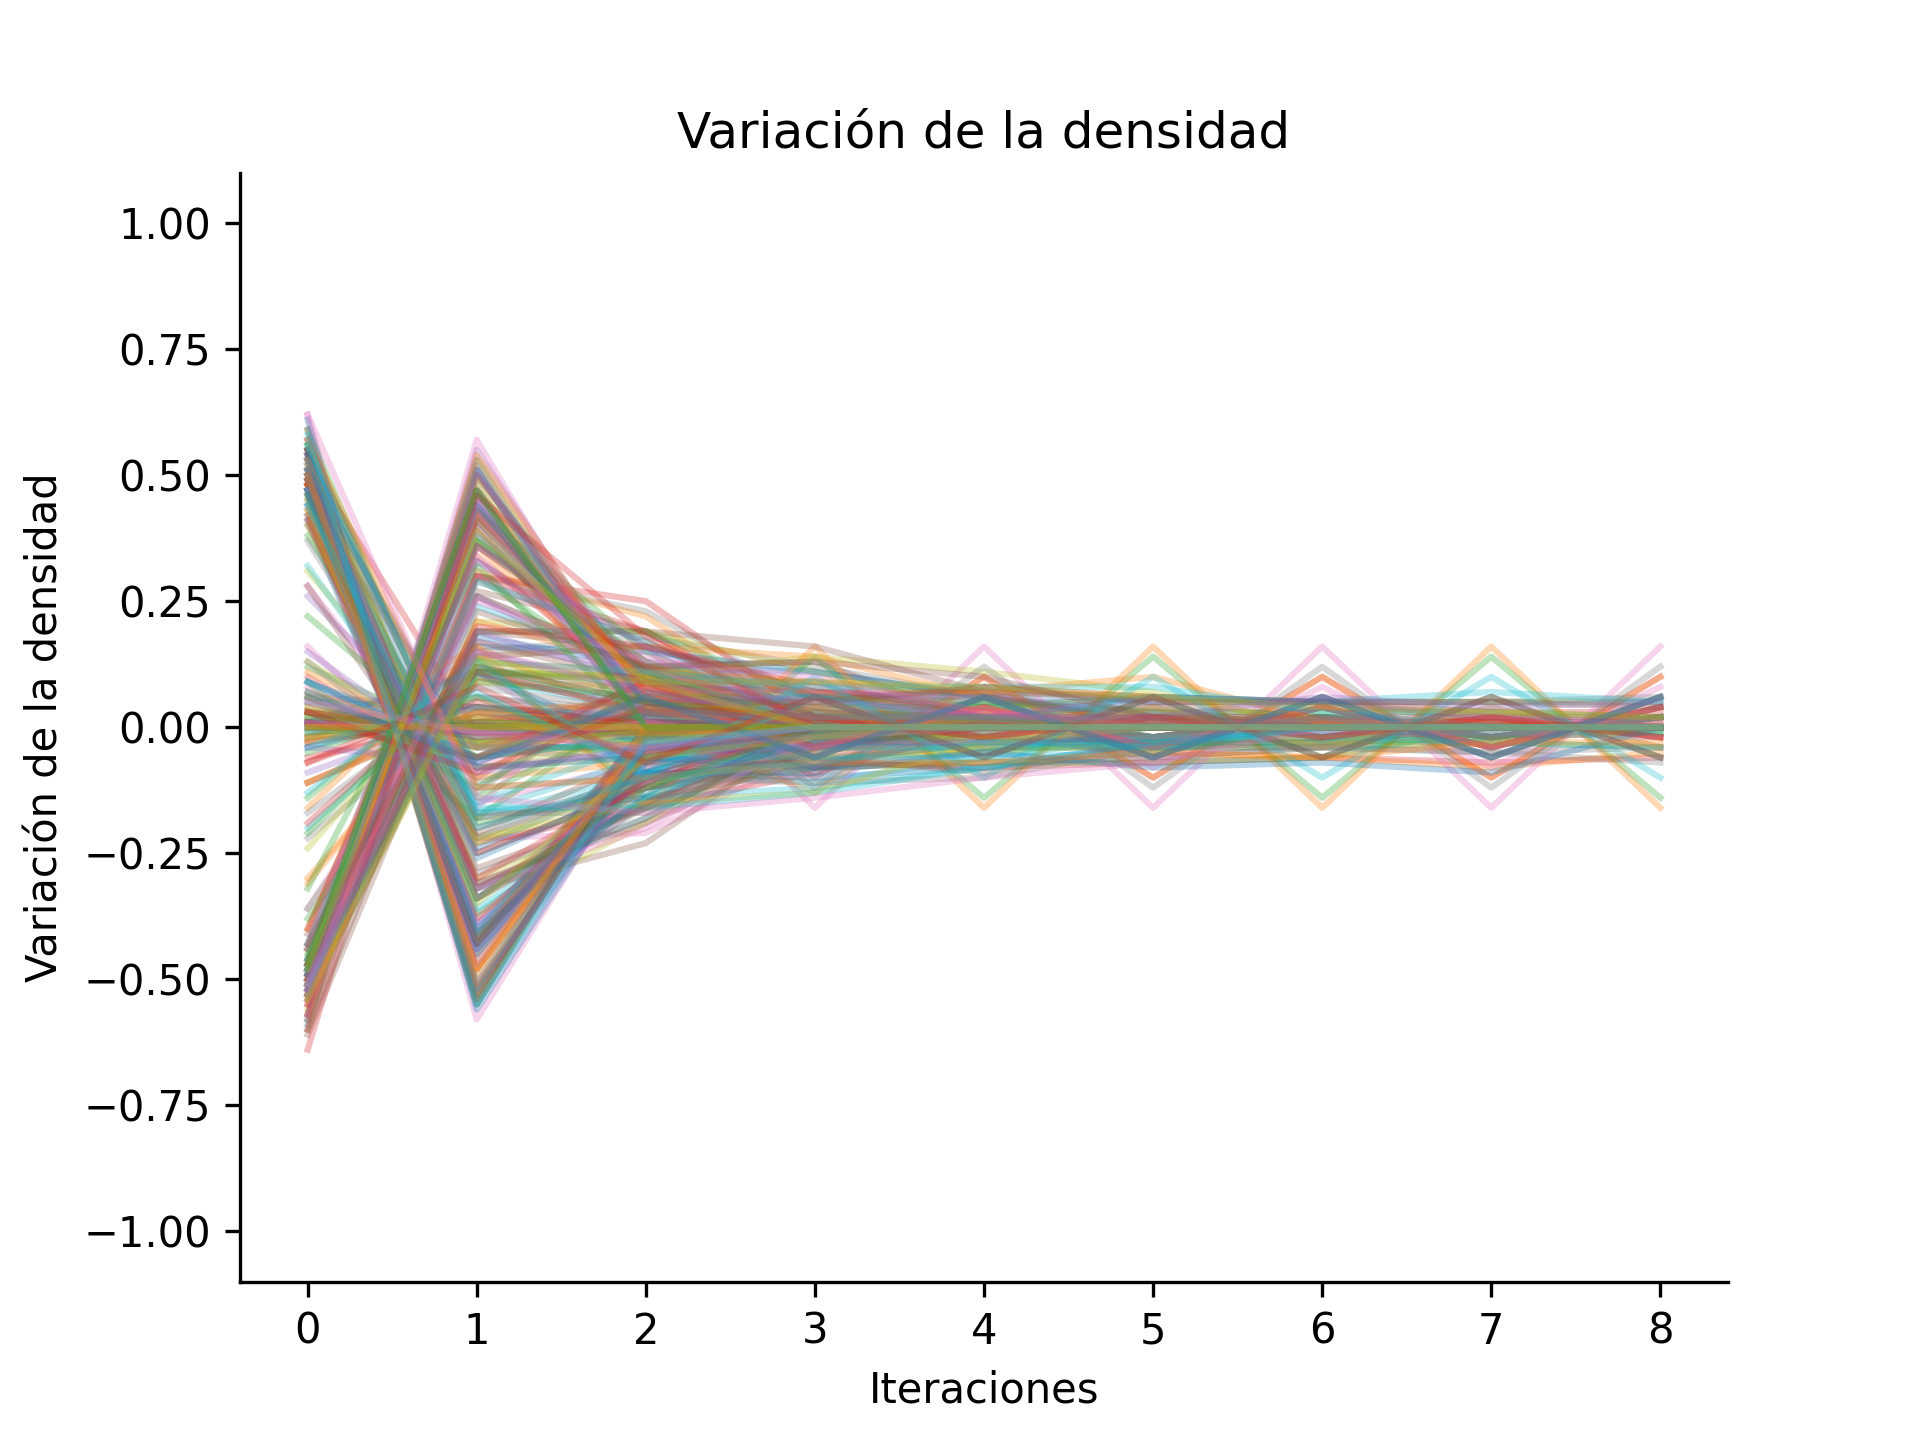 Variación de la densidad
Variación de la densidad
1.00
0.75
0.50
0.25
0.00
−0.25
−0.50
−0.75
−1.00
0 1 2 3 4 5 6 7 8
Iteraciones